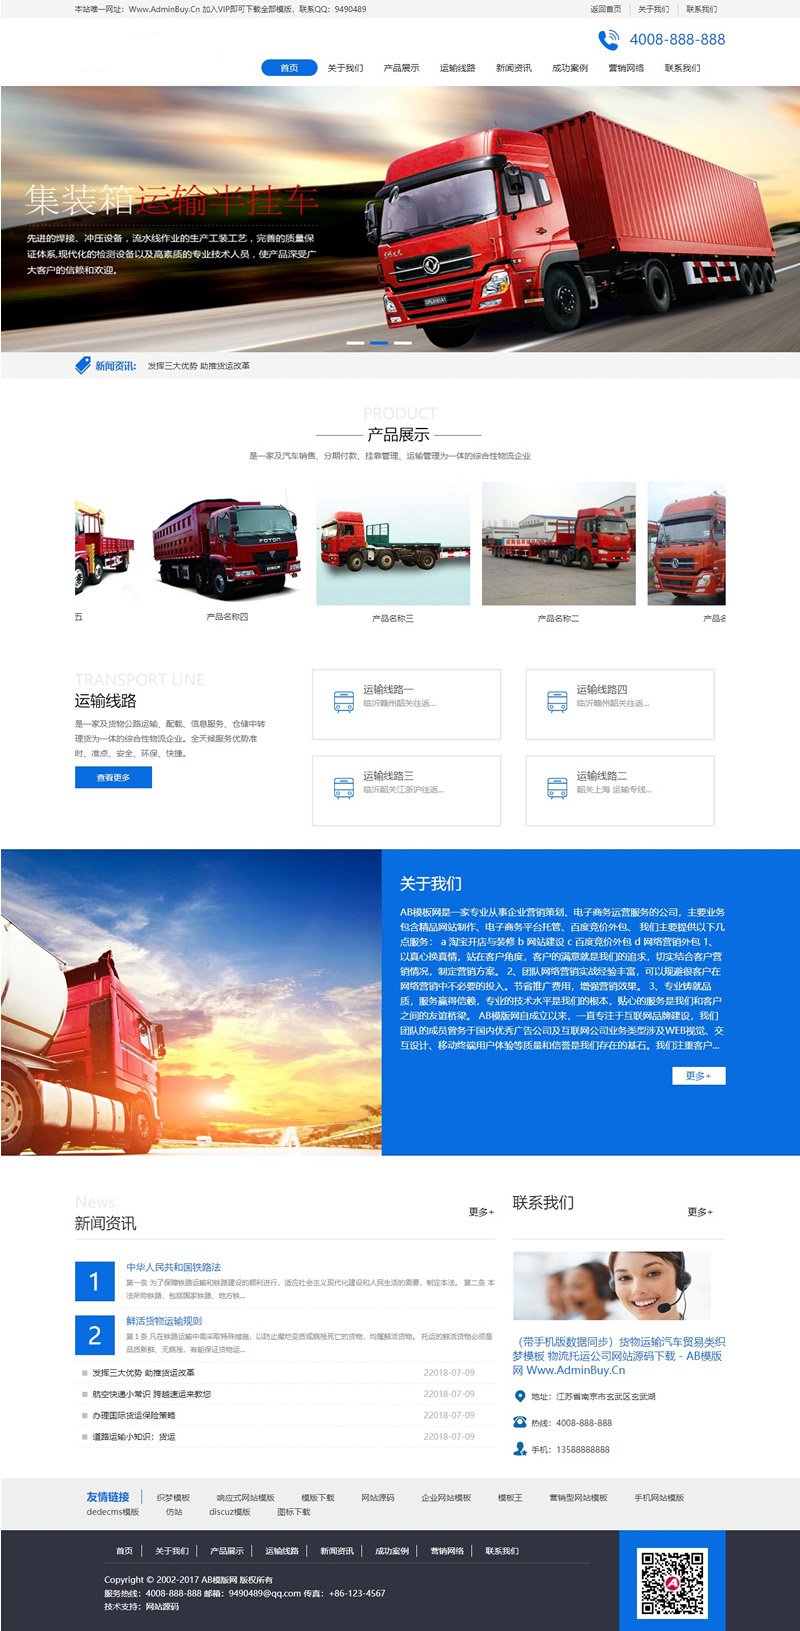 本站唯一网址：Www.AdminBuy.Cn 加入VIP即可下载全部模版，联系QQ：9490489
返回首页 关于我们 联系我们
4008-888-888
首页 关于我们 产品展示 运输线路 新闻资讯 成功案例 营销网络 联系我们
集装箱运输半挂车
先进的焊接、冲压设备，流水线作业的生产工装工艺，完善的质量保
证体系,现代化的检测设备以及高素质的专业技术人员，使产品深受广
大客户的信赖和欢迎。
新闻资讯: 发挥三大优势 助推货运改革
PRODUCT
产品展示
是一家及汽车销售、分期付款、挂靠管理、运输管理为一体的综合性物流企业
FOTON
五 产品名称四 产品名称三 产品名称二 产品名
TRANSPORT LINE
运输线路
是一家及货物公路运输、配载、信息服务、仓储中转
理货为一体的综合性物流企业。全天候服务优势准
时、准点、安全、环保、快捷。
查看更多
运输线路一
临沂赣州韶关往返...
运输线路四
临沂赣州韶关往返...
运输线路三
临沂韶关江浙沪往返...
运输线路二
韶关上海 运输专线...
关于我们
AB模板网是一家专业从事企业营销策划、电子商务运营服务的公司，主要业务
包含精品网站制作、电子商务平台托管、百度竞价外包、 我们主要提供以下几
点服务： a 淘宝开店与装修 b 网站建设 c 百度竞价外包 d 网络营销外包 1、
以真心换真情，站在客户角度，客户的满意就是我们的追求，切实结合客户营
销情况，制定营销方案。 2、团队网络营销实战经验丰富，可以规避很客户在
网络营销中不必要的投入。节省推广费用，增强营销效果。 3、专业铸就品
质，服务赢得信赖，专业的技术水平是我们的根本，贴心的服务是我们和客户
之间的友谊桥梁。 AB模版网自成立以来，一直专注于互联网品牌建设，我们
团队的成员曾务于国内优秀广告公司及互联网公司业务类型涉及WEB视觉、交
互设计、移动终端用户体验等质量和信誉是我们存在的基石。我们注重客户...
更多+
News
新闻资讯
更多+
1
中华人民共和国铁路法
第一条 为了保障铁路运输和铁路建设的顺利进行，适应社会主义现代化建设和人民生活的需要，制定本法。 第二条 本
法所称铁路，包括国家铁路、地方铁...
2
鲜活货物运输规则
第 1 条 凡在铁路运输中需采取特殊措施，以防止腐烂变质或病残死亡的货物，均属鲜活货物。 托运的鲜活货物必须是
品质新鲜、无病残，有能保证货物运...
发挥三大优势 助推货运改革 22018-07-09
航空快递小常识 跨越速运来教您 22018-07-09
办理国际货运保险策略 22018-07-09
道路运输小知识：货运 22018-07-09
联系我们
更多+
（带手机版数据同步）货物运输汽车贸易类织
梦模板 物流托运公司网站源码下载 - AB模版
网 Www.AdminBuy.Cn
地址：江苏省南京市玄武区玄武湖
热线：4008-888-888
手机：13588888888
友情链接 织梦模板 响应式网站模版 模版下载 网站源码 企业网站模板 模板王 营销型网站模板 手机网站模版
dedecms模版 仿站 discuz模版 图标下载
首页 关于我们 产品展示 运输线路 新闻资讯 成功案例 营销网络 联系我们
Copyright © 2002-2017 AB模版网 版权所有
服务热线：4008-888-888 邮箱：9490489@qq.com 传真：+86-123-4567
技术支持：网站源码